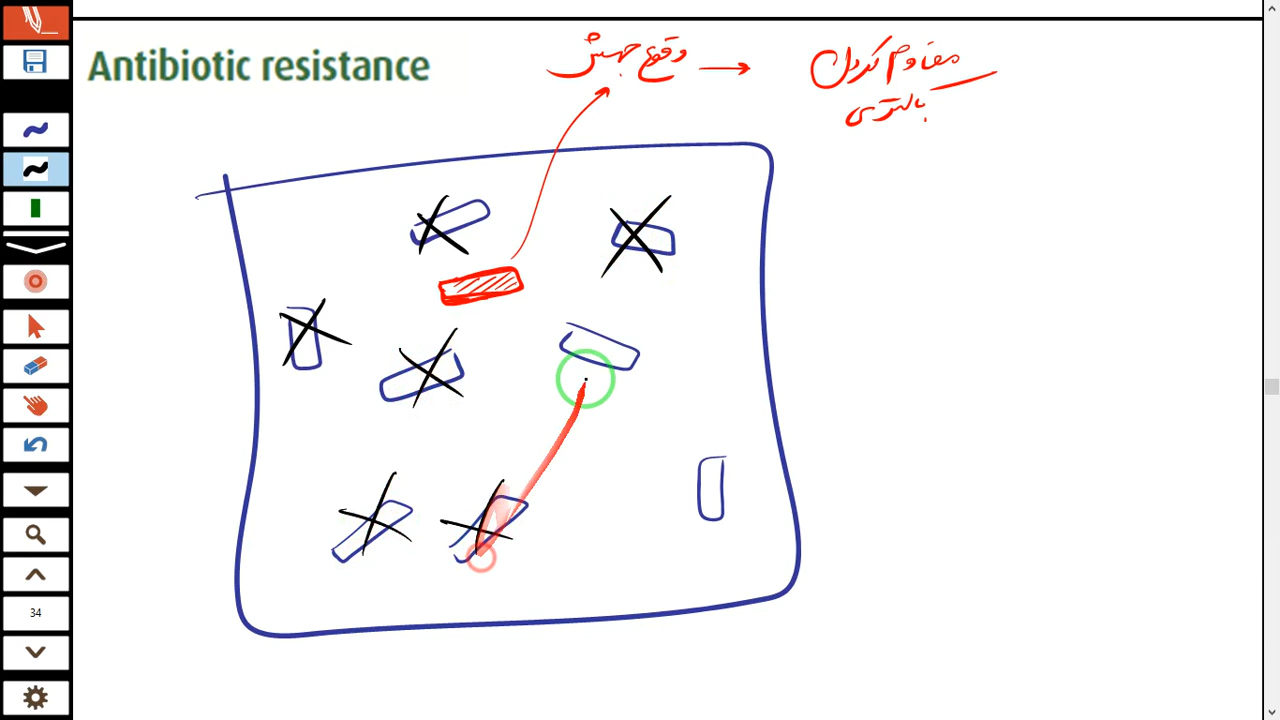 Antibiotic resistance
وقوع جهش →
مقاوم کردن
باکتری
34